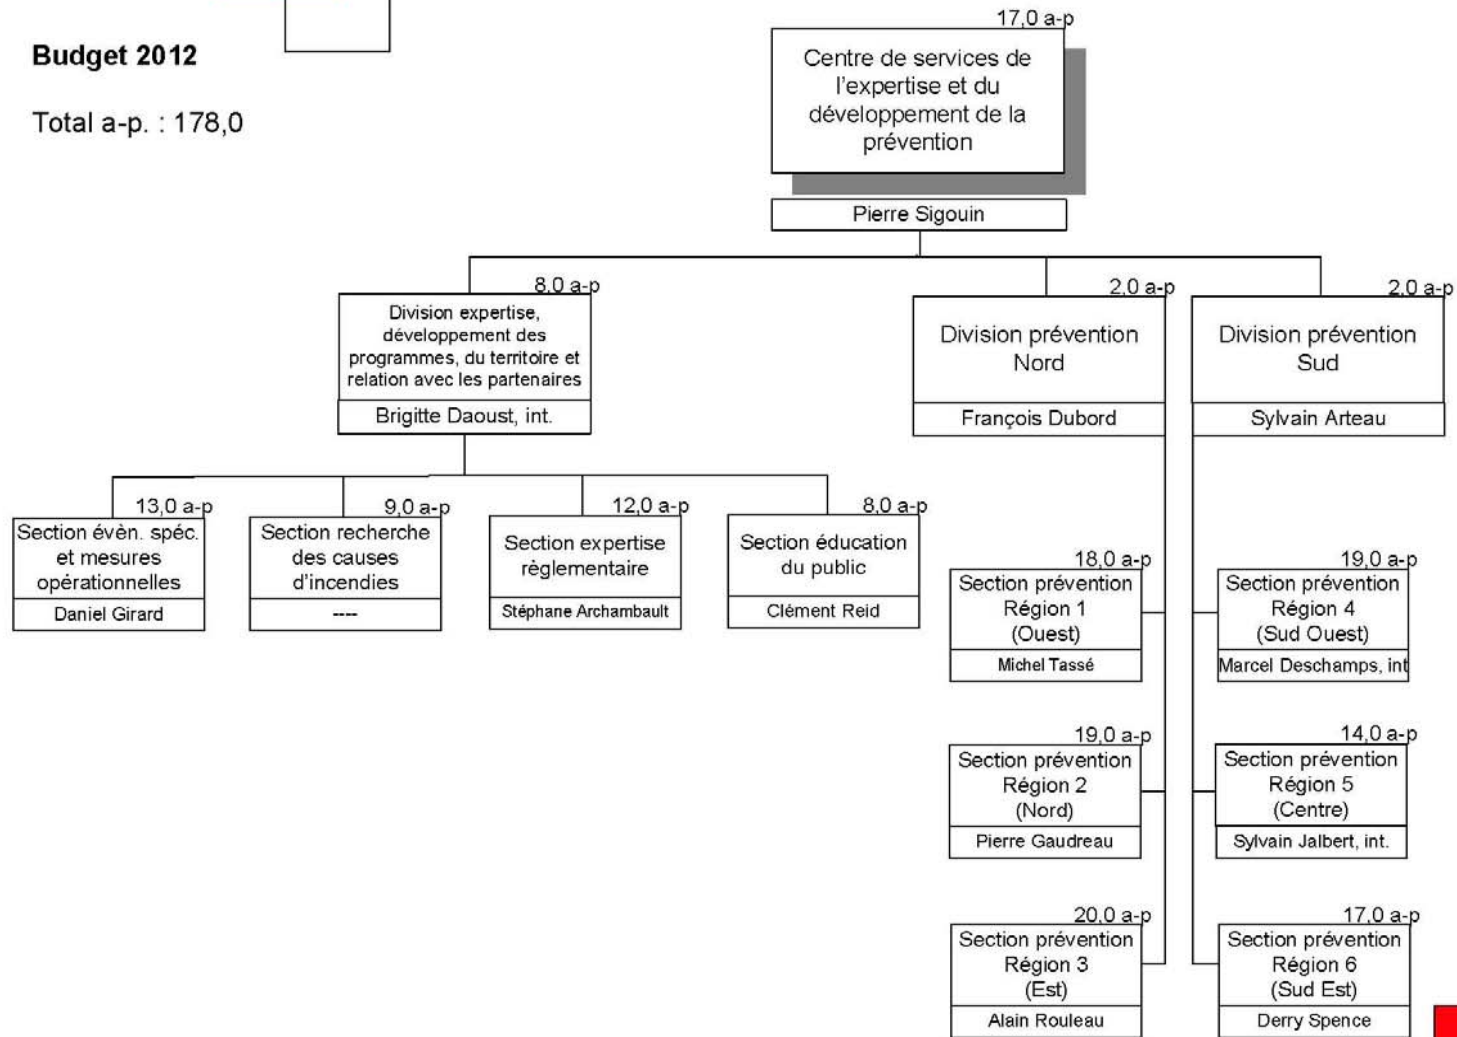 Budget 2012
Total a-p. : 178,0
17,0 a-p
Centre de services de
l'expertise et du
développement de la
prévention
Pierre Sigouin
8,0 a-p
Division expertise,
développement des
programmes, du territoire et
relation avec les partenaires
Brigitte Daoust, int.
2,0 a-p
Division prévention
Nord
François Dubord
2,0 a-p
Division prévention
Sud
Sylvain Arteau
13,0 a-p
Section évèn. spéc.
et mesures
opérationnelles
Daniel Girard
9,0 a-p
Section recherche
des causes
d'incendies
----
12,0 a-p
Section expertise
règlementaire
Stéphane Archambault
8,0 a-p
Section éducation
du public
Clément Reid
18,0 a-p
Section prévention
Région 1
(Ouest)
Michel Tassé
19,0 a-p
Section prévention
Région 2
(Nord)
Pierre Gaudreau
20,0 a-p
Section prévention
Région 3
(Est)
Alain Rouleau
19,0 a-p
Section prévention
Région 4
(Sud Ouest)
Marcel Deschamps, int
14,0 a-p
Section prévention
Région 5
(Centre)
Sylvain Jalbert, int.
17,0 a-p
Section prévention
Région 6
(Sud Est)
Derry Spence